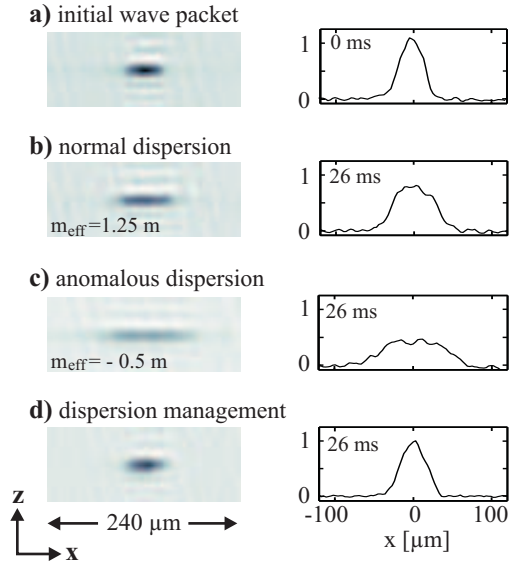 a) initial wave packet
1
0
0 ms
b) normal dispersion
m_eff=1.25 m
1
0
26 ms
c) anomalous dispersion
m_eff= - 0.5 m
1
0
26 ms
d) dispersion management
1
0
26 ms
-100 0 100
x [μm]
z
x
240 μm